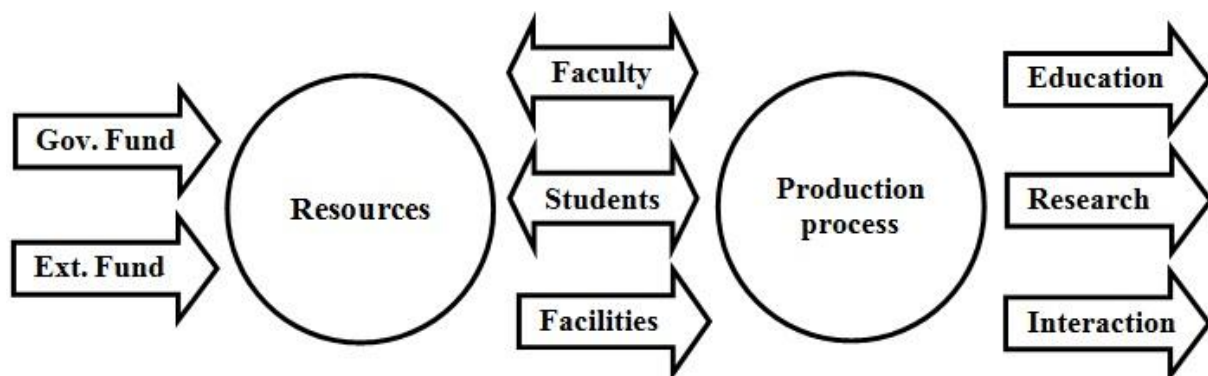 Gov. Fund
Ext. Fund
Resources
Faculty
Students
Facilities
Production
process
Education
Research
Interaction